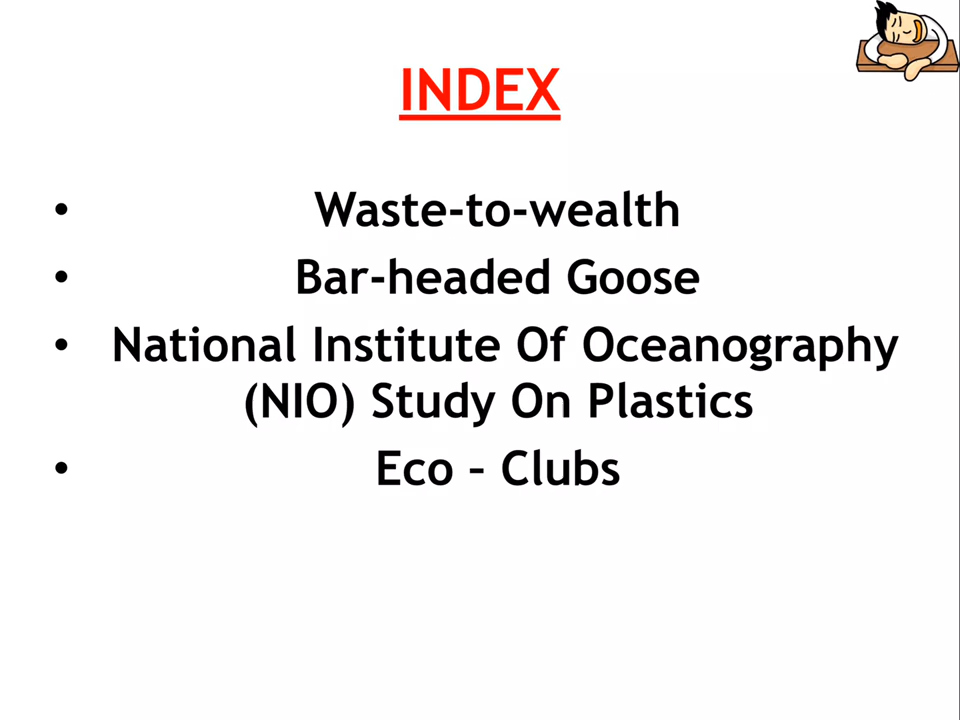 INDEX
• Waste-to-wealth
• Bar-headed Goose
• National Institute Of Oceanography
(NIO) Study On Plastics
• Eco – Clubs